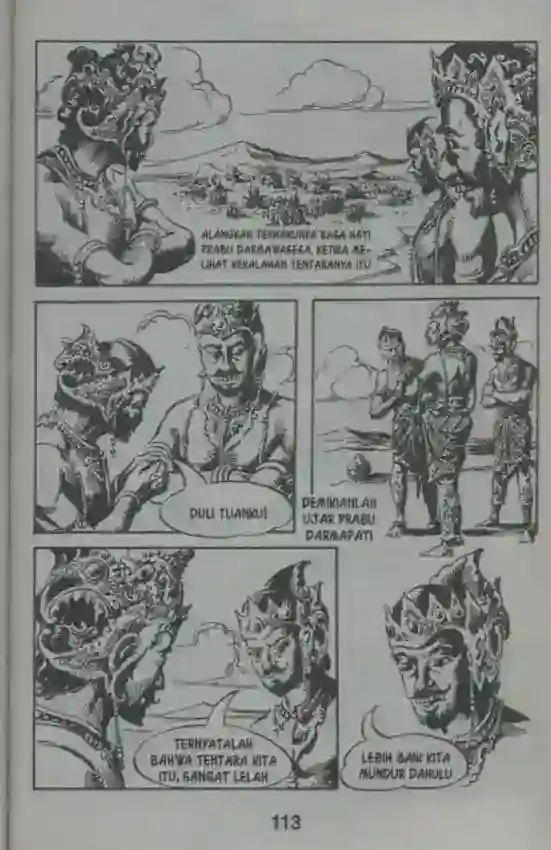 ALANGKAH TERHARUNYA RASA HATI
PRABU DARMAWASESA, KETIKA ME-
LIHAT KEKALAHAN TENTARANYA ITU
DULI TUANKU!
DEMIKIANLAH
UJAR PRABU
DARMAPATI
TERNYATALAH
BAHWA TENTARA KITA
ITU, SANGAT LELAH
LEBIH BAIK KITA
MUNDUR DAHULU
113